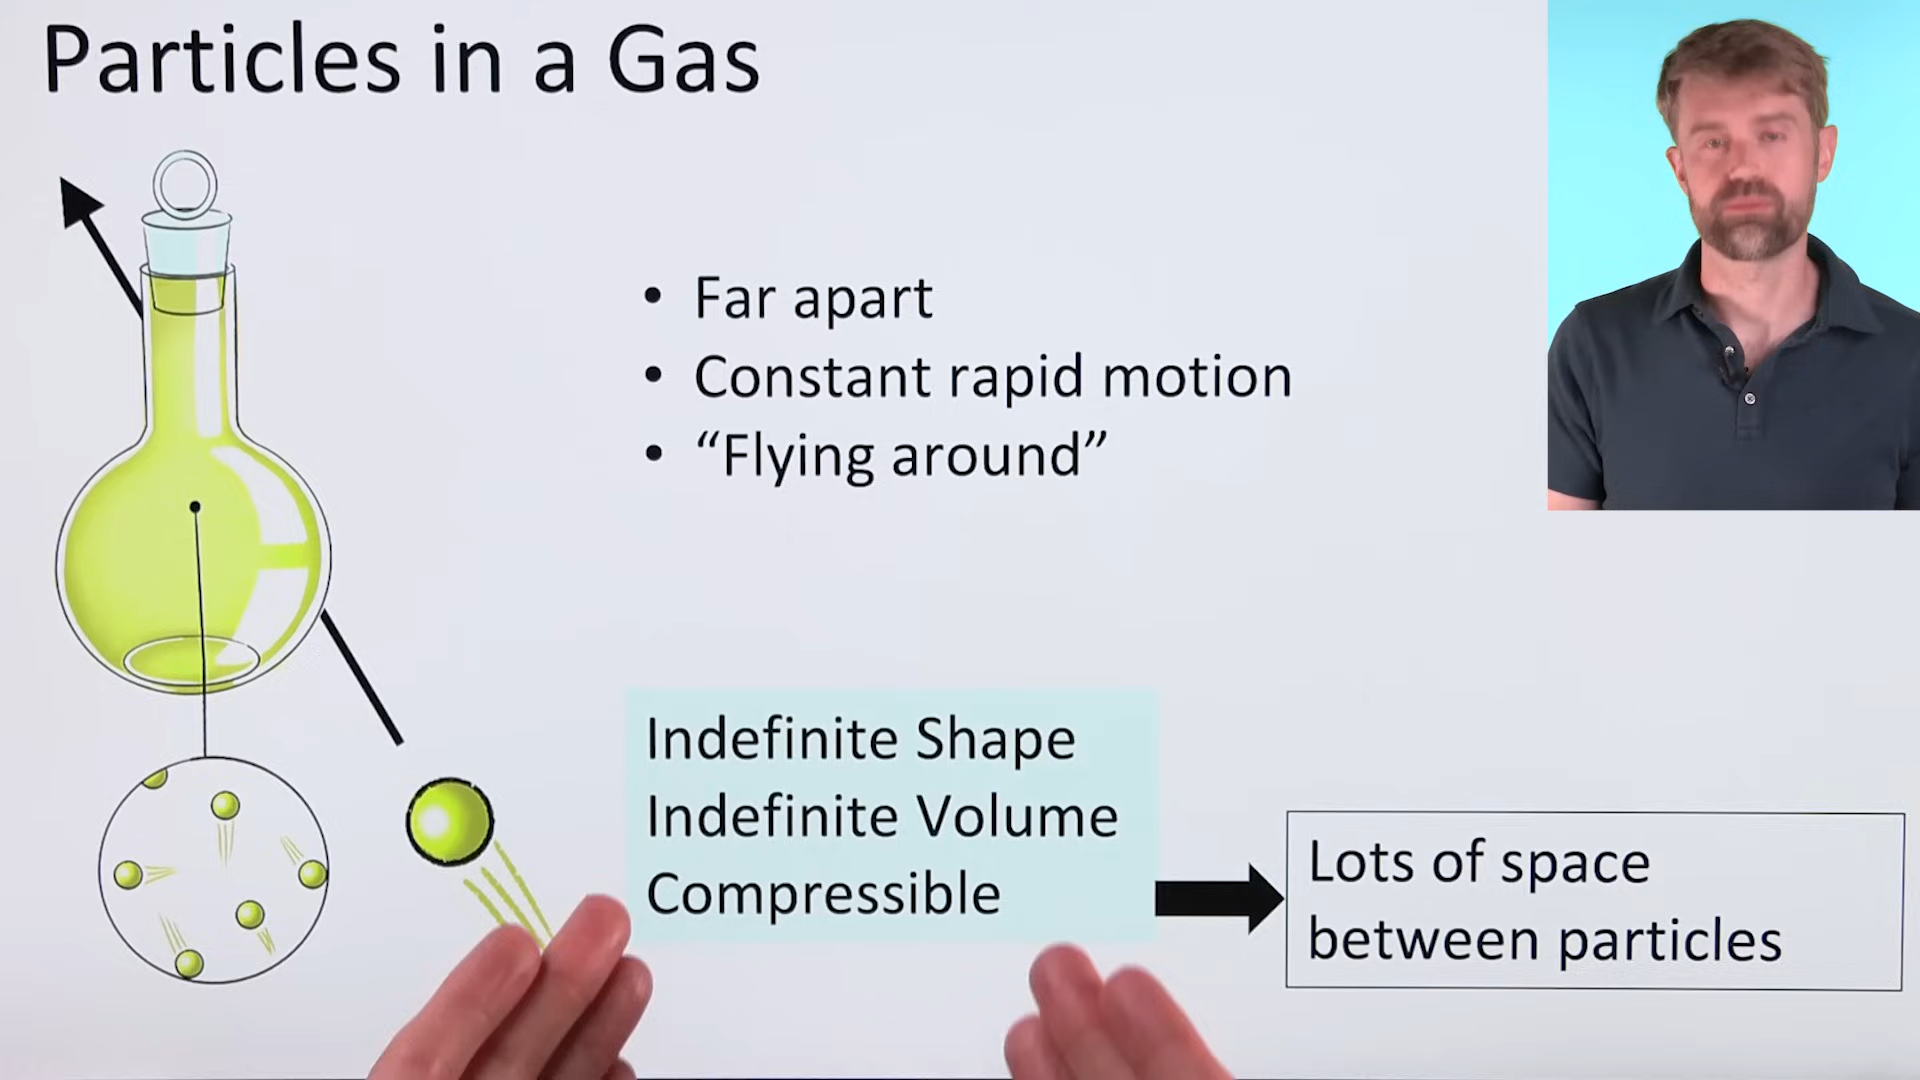 Particles in a Gas
• Far apart
• Constant rapid motion
• “Flying around”
Indefinite Shape
Indefinite Volume
Compressible
Lots of space
between particles